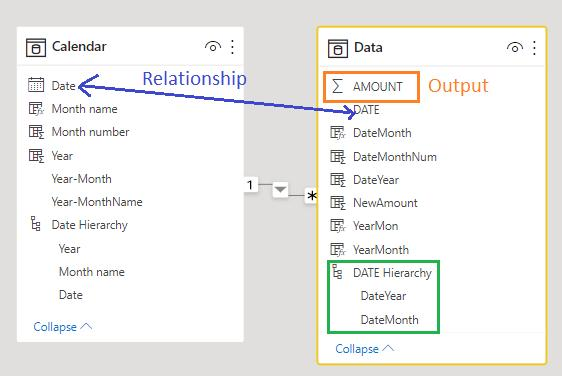 Calendar
Date
Month name
Month number
Year
Year-Month
Year-MonthName
Date Hierarchy
Year
Month name
Date
Collapse
Relationship
1
*
Data
AMOUNT
Output
DATE
DateMonth
DateMonthNum
DateYear
NewAmount
YearMon
YearMonth
DATE Hierarchy
DateYear
DateMonth
Collapse